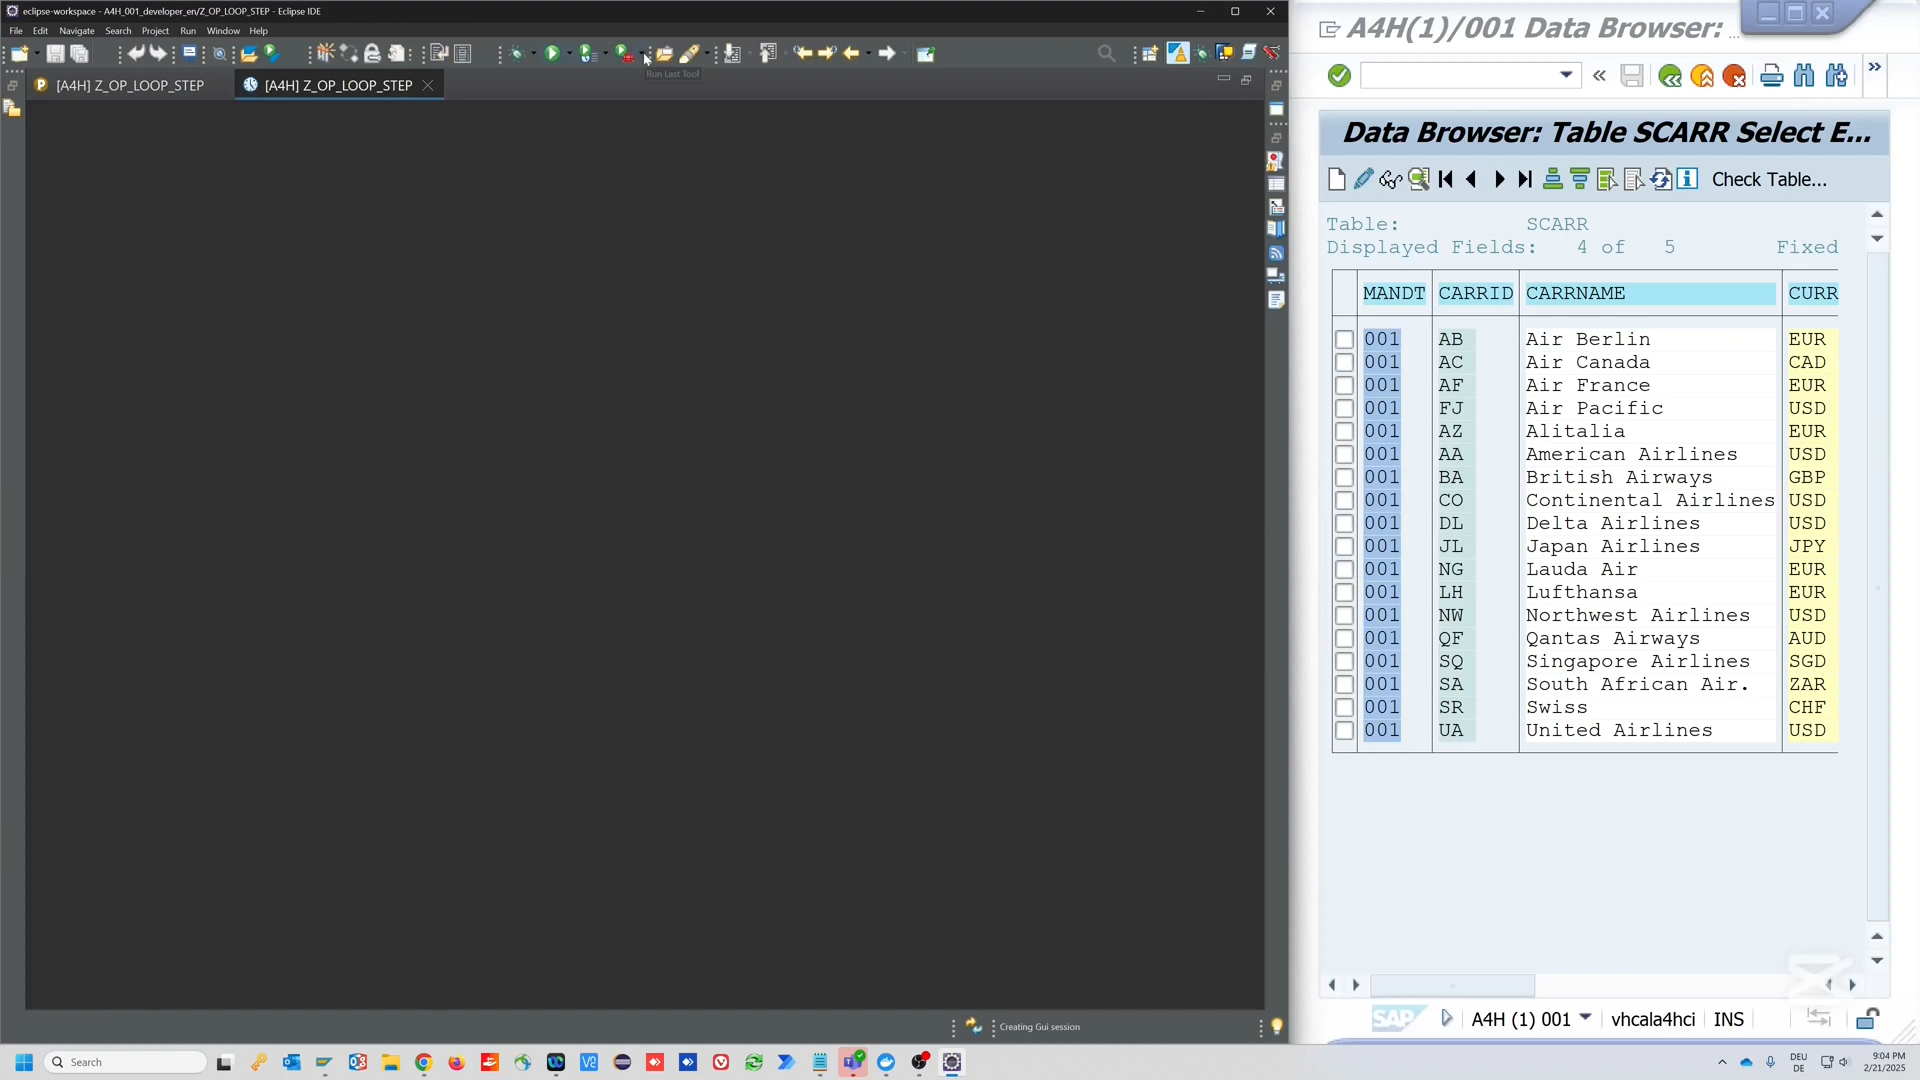 eclipse-workspace - A4H_001_developer_en/Z_OP_LOOP_STEP - Eclipse IDE
File Edit Navigate Search Project Run Window Help
Run Last Tool
[A4H] Z_OP_LOOP_STEP
[A4H] Z_OP_LOOP_STEP
Creating Gui session
A4H(1)/001 Data Browser: ...
Data Browser: Table SCARR Select E...
Check Table...
Table: SCARR
Displayed Fields: 4 of 5 Fixed
MANDT CARRID CARRNAME CURR
001 AB Air Berlin EUR
001 AC Air Canada CAD
001 AF Air France EUR
001 FJ Air Pacific USD
001 AZ Alitalia EUR
001 AA American Airlines USD
001 BA British Airways GBP
001 CO Continental Airlines USD
001 DL Delta Airlines USD
001 JL Japan Airlines JPY
001 NG Lauda Air EUR
001 LH Lufthansa EUR
001 NW Northwest Airlines USD
001 QF Qantas Airways AUD
001 SQ Singapore Airlines SGD
001 SA South African Air. ZAR
001 SR Swiss CHF
001 UA United Airlines USD
SAP A4H (1) 001 vhcala4hci INS
Search
DEU
DE
9:04 PM
2/21/2025